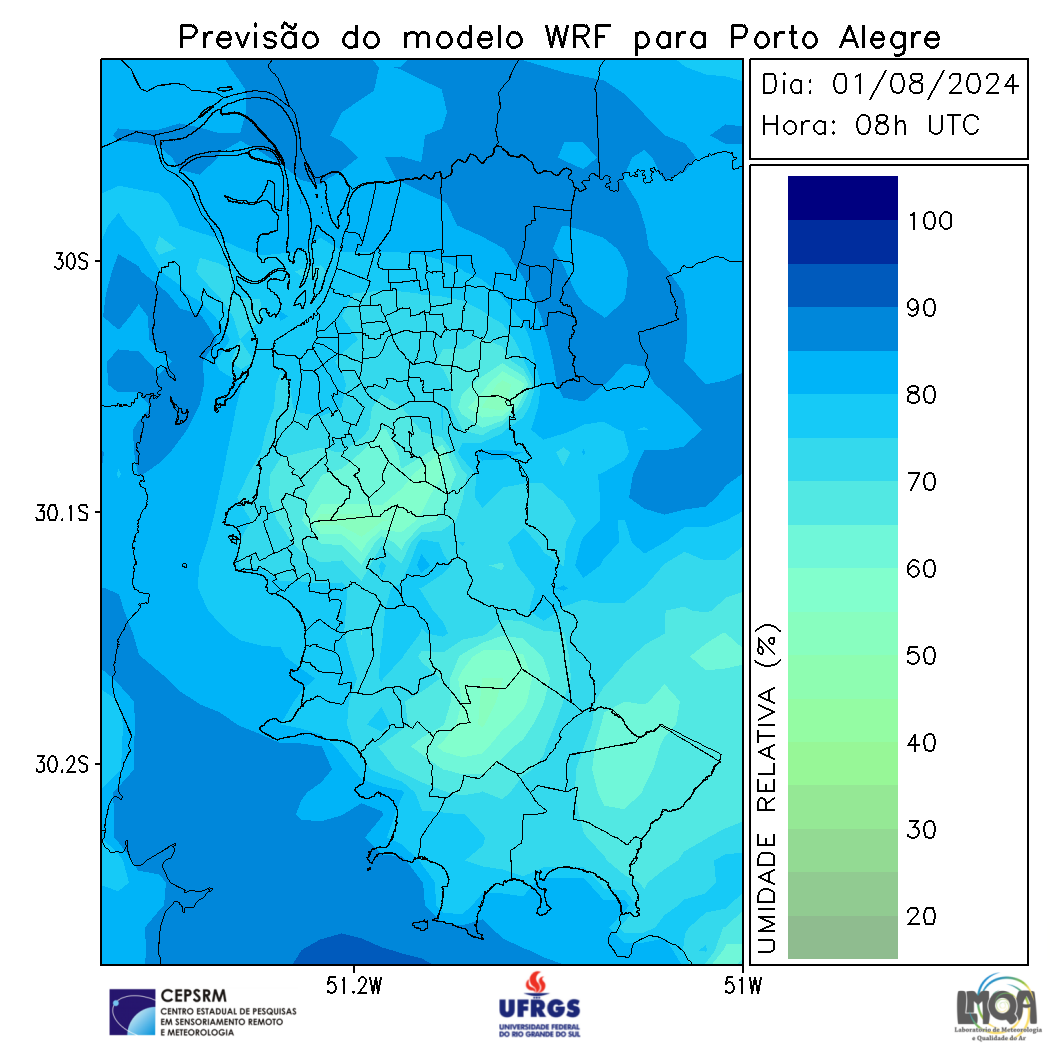 Previsão do modelo WRF para Porto Alegre
Dia: 01/08/2024
Hora: 08h UTC
100
90
80
70
60
50
40
30
20
UMIDADE RELATIVA (%)
30S
30.1S
30.2S
51.2W
51W
CEPSRM
CENTRO ESTADUAL DE PESQUISAS
EM SENSORIAMENTO REMOTO
E METEOROLOGIA
UFRGS
UNIVERSIDADE FEDERAL
DO RIO GRANDE DO SUL
LMQA
Laboratório de Meteorologia
e Qualidade do Ar